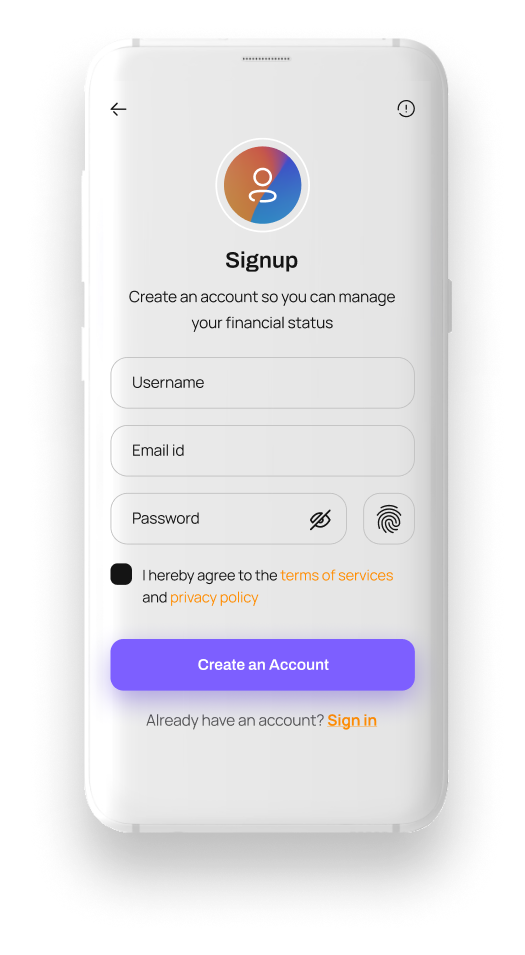 Signup
Create an account so you can manage
your financial status
Username
Email id
Password
I hereby agree to the terms of services
and privacy policy
Create an Account
Already have an account? Sign in